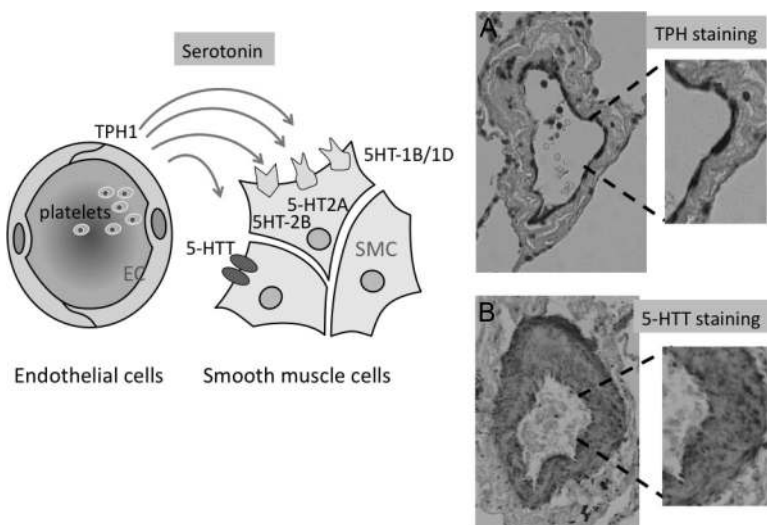 Serotonin
TPH1
5HT-1B/1D
5-HT2A
5HT-2B
5-HTT
SMC
platelets
EC
Endothelial cells
Smooth muscle cells
A
TPH staining
B
5-HTT staining